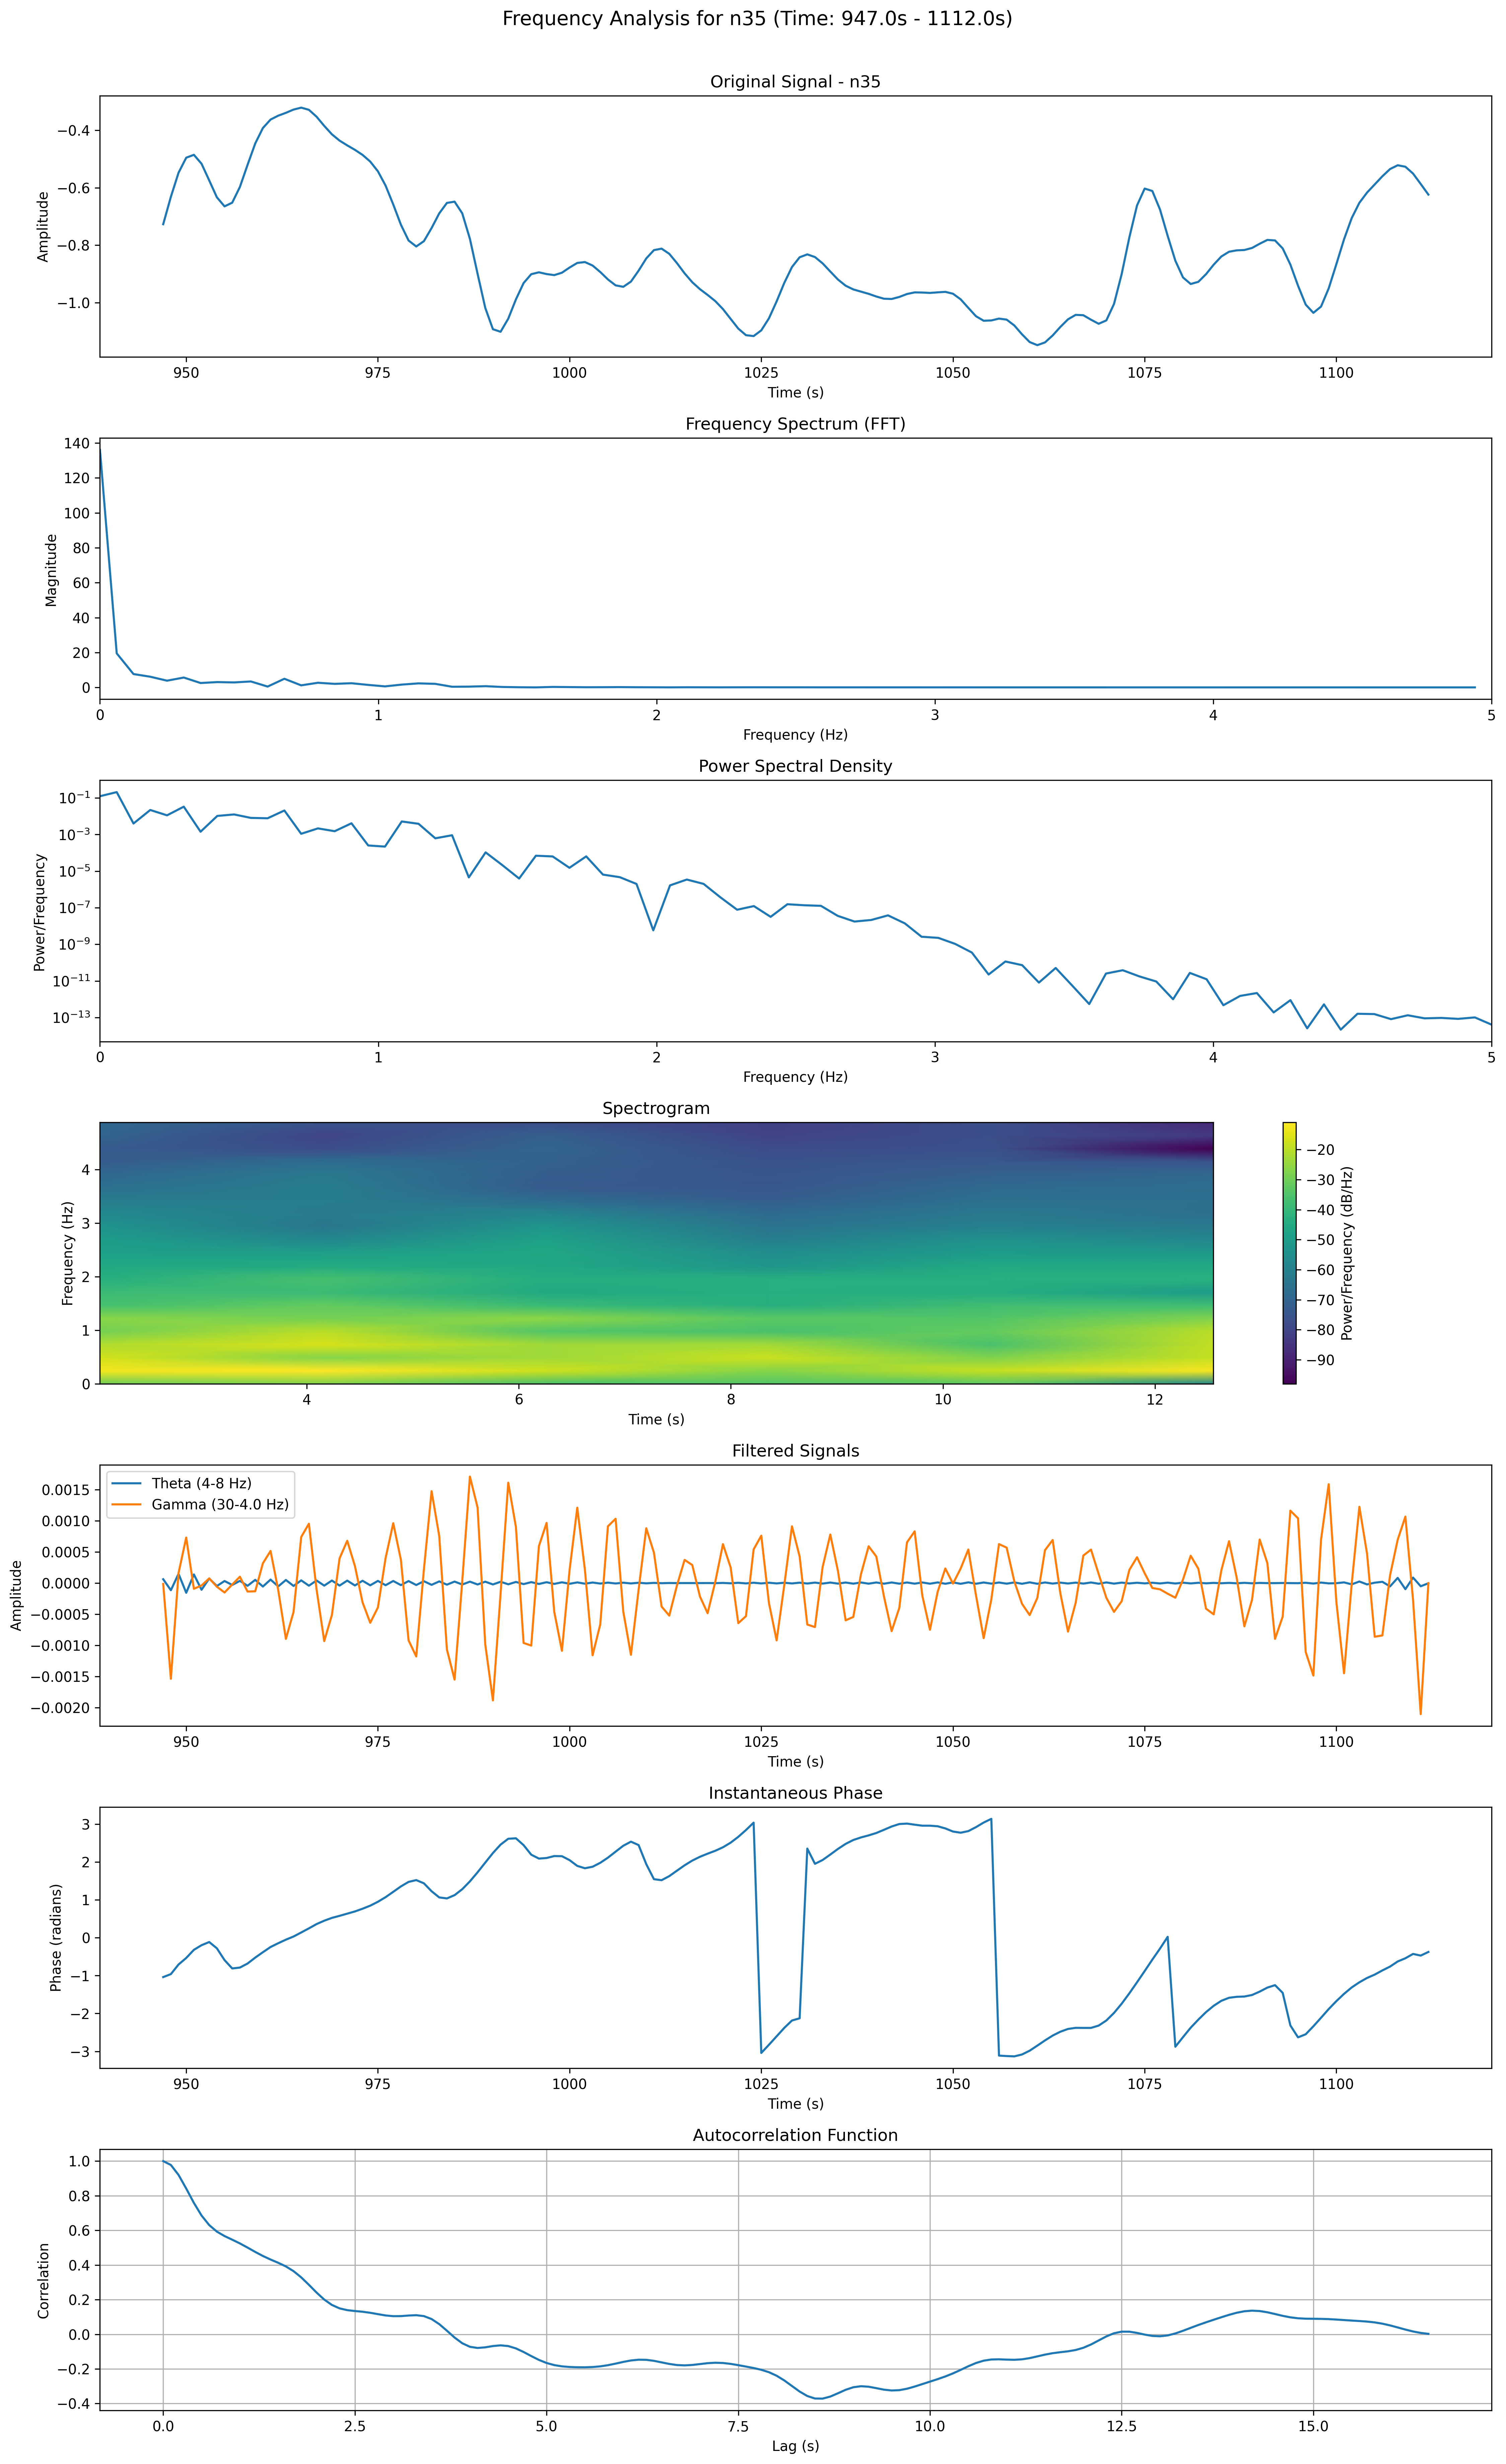 Frequency Analysis for n35 (Time: 947.0s - 1112.0s)
Original Signal - n35
Amplitude
−0.4
−0.6
−0.8
−1.0
950 975 1000 1025 1050 1075 1100
Time (s)
Frequency Spectrum (FFT)
Magnitude
140
120
100
80
60
40
20
0
0 1 2 3 4 5
Frequency (Hz)
Power Spectral Density
Power/Frequency
10⁻¹
10⁻³
10⁻⁵
10⁻⁷
10⁻⁹
10⁻¹¹
10⁻¹³
0 1 2 3 4 5
Frequency (Hz)
Spectrogram
Frequency (Hz)
4
3
2
1
0
4 6 8 10 12
Time (s)
−20
−30
−40
−50
−60
−70
−80
−90
Power/Frequency (dB/Hz)
Filtered Signals
Theta (4-8 Hz)
Gamma (30-4.0 Hz)
Amplitude
0.0015
0.0010
0.0005
0.0000
−0.0005
−0.0010
−0.0015
−0.0020
950 975 1000 1025 1050 1075 1100
Time (s)
Instantaneous Phase
Phase (radians)
3
2
1
0
−1
−2
−3
950 975 1000 1025 1050 1075 1100
Time (s)
Autocorrelation Function
Correlation
1.0
0.8
0.6
0.4
0.2
0.0
−0.2
−0.4
0.0 2.5 5.0 7.5 10.0 12.5 15.0
Lag (s)